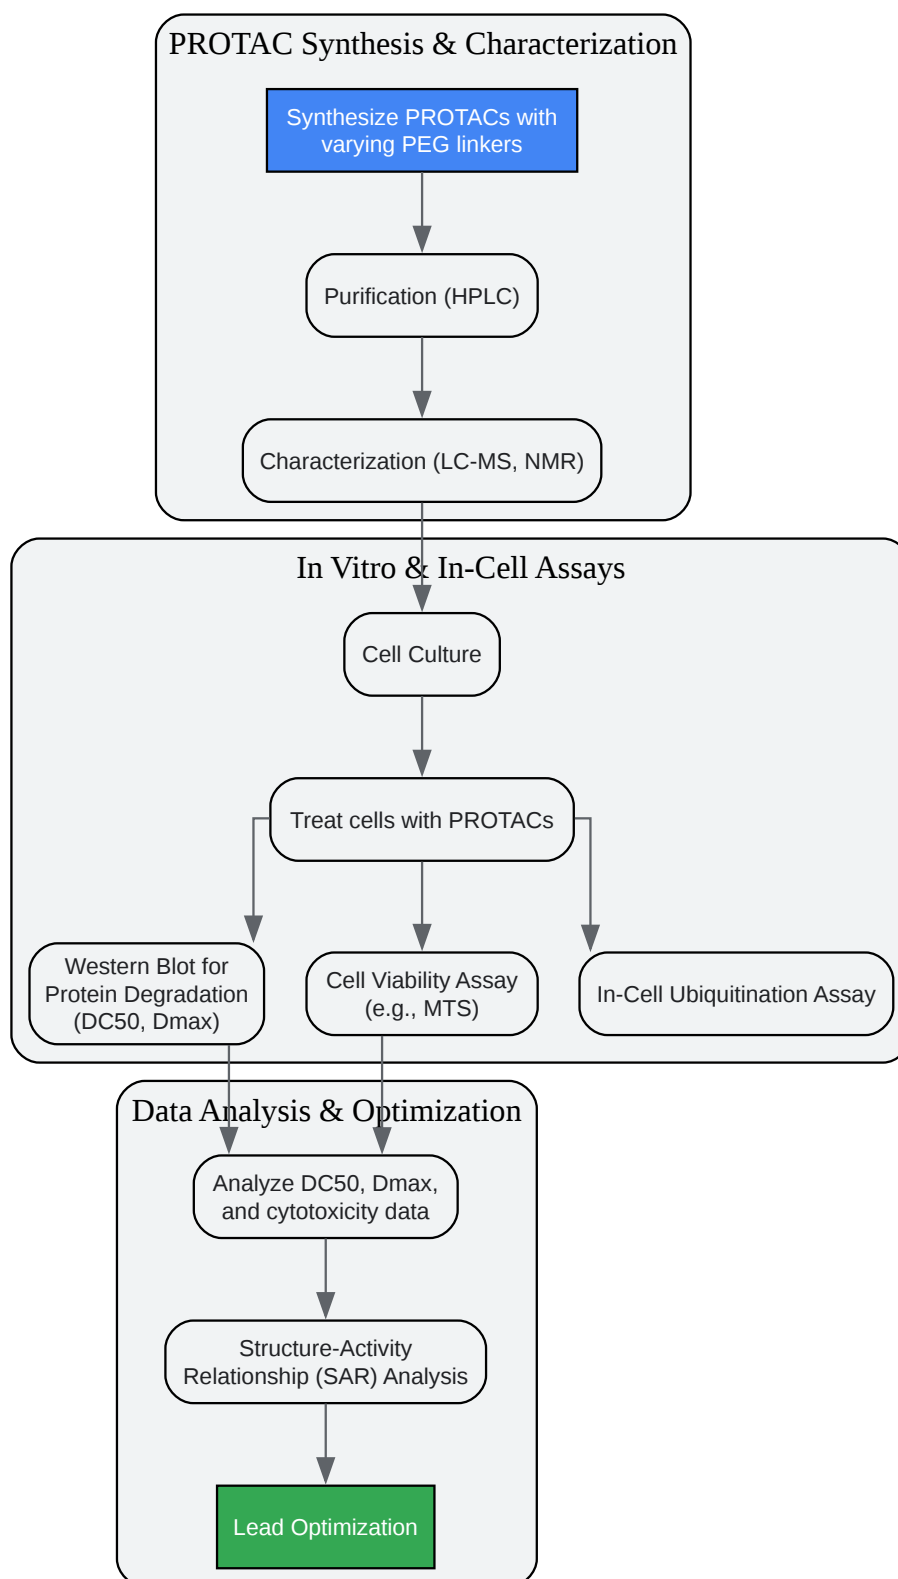 PROTAC Synthesis & Characterization
Synthesize PROTACs with
varying PEG linkers
Purification (HPLC)
Characterization (LC-MS, NMR)
In Vitro & In-Cell Assays
Cell Culture
Treat cells with PROTACs
Western Blot for
Protein Degradation
(DC50, Dmax)
Cell Viability Assay
(e.g., MTS)
In-Cell Ubiquitination Assay
Data Analysis & Optimization
Analyze DC50, Dmax,
and cytotoxicity data
Structure-Activity
Relationship (SAR) Analysis
Lead Optimization